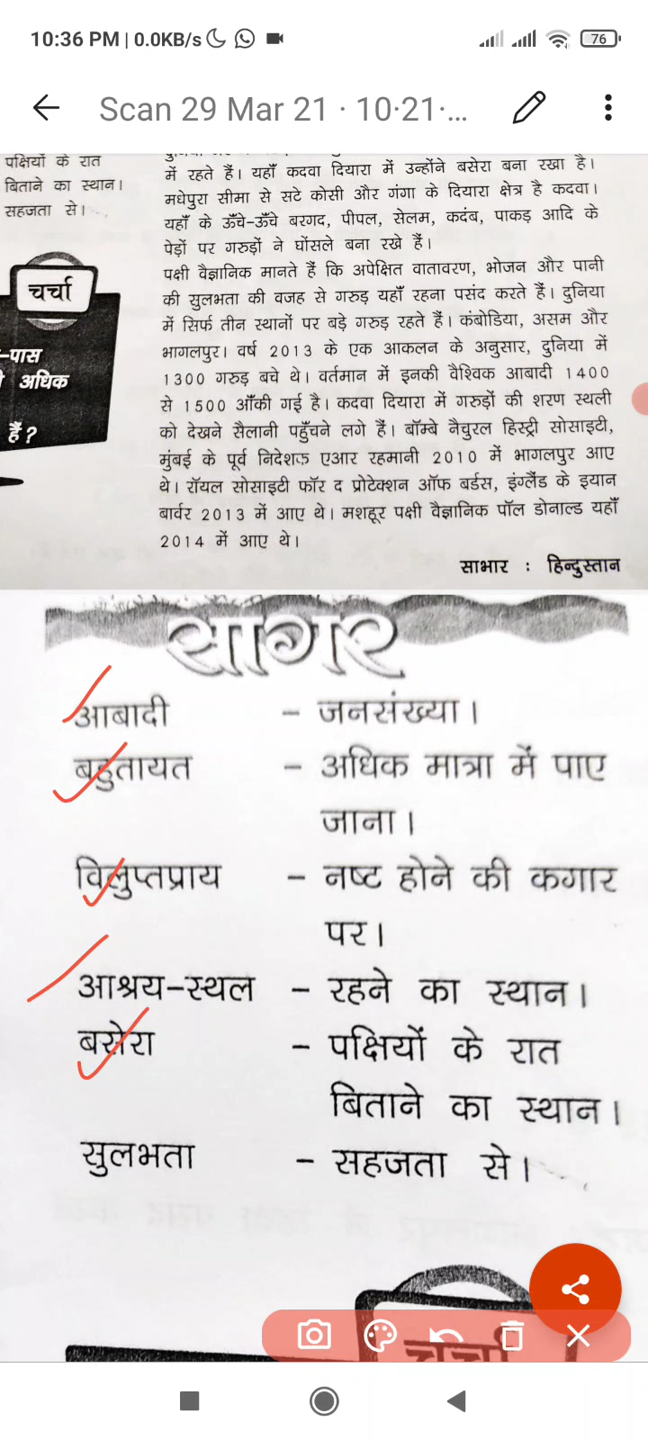 10:36 PM | 0.0KB/s
76
Scan 29 Mar 21 · 10·21·...
पक्षियों के रात
बिताने का स्थान।
सहजता से।
चर्चा
-पास
अधिक
हैं?
में रहते हैं। यहाँ कदवा दियारा में उन्होंने बसेरा बना रखा है।
मधेपुरा सीमा से सटे कोसी और गंगा के दियारा क्षेत्र है कदवा।
यहाँ के ऊँचे-ऊँचे बरगद, पीपल, सेलम, कदंब, पाकड़ आदि के
पेड़ों पर गरुड़ों ने घोंसले बना रखे हैं।
पक्षी वैज्ञानिक मानते हैं कि अपेक्षित वातावरण, भोजन और पानी
की सुलभता की वजह से गरुड़ यहाँ रहना पसंद करते हैं। दुनिया
में सिर्फ तीन स्थानों पर बड़े गरुड़ रहते हैं। कंबोडिया, असम और
भागलपुर। वर्ष 2013 के एक आकलन के अनुसार, दुनिया में
1300 गरुड़ बचे थे। वर्तमान में इनकी वैश्विक आबादी 1400
से 1500 आँकी गई है। कदवा दियारा में गरुड़ों की शरण स्थली
को देखने सैलानी पहुँचने लगे हैं। बॉम्बे नैचुरल हिस्ट्री सोसाइटी,
मुंबई के पूर्व निदेशक एआर रहमानी 2010 में भागलपुर आए
थे। रॉयल सोसाइटी फॉर द प्रोटेक्शन ऑफ बर्डस, इंग्लैंड के इयान
बार्वर 2013 में आए थे। मशहूर पक्षी वैज्ञानिक पॉल डोनाल्ड यहाँ
2014 में आए थे।
साभार : हिन्दुस्तान
सागर
आबादी - जनसंख्या।
बहुतायत - अधिक मात्रा में पाए
जाना।
विलुप्तप्राय - नष्ट होने की कगार
पर।
आश्रय-स्थल - रहने का स्थान।
बसेरा - पक्षियों के रात
बिताने का स्थान।
सुलभता - सहजता से।
चर्चा